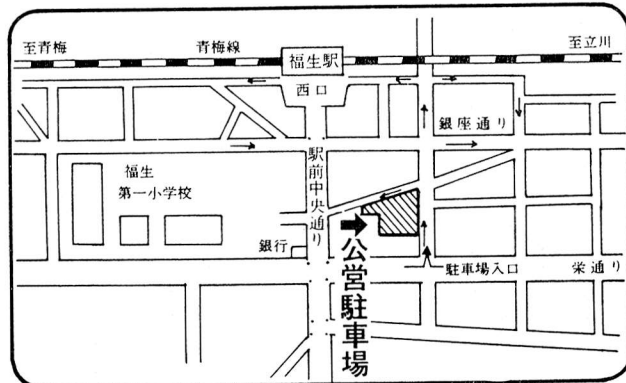 至青梅
青梅線
福生駅
至立川
西口
銀座通り
駅前中央通り
福生
第一小学校
銀行
公営駐車場
駐車場入口
栄通り